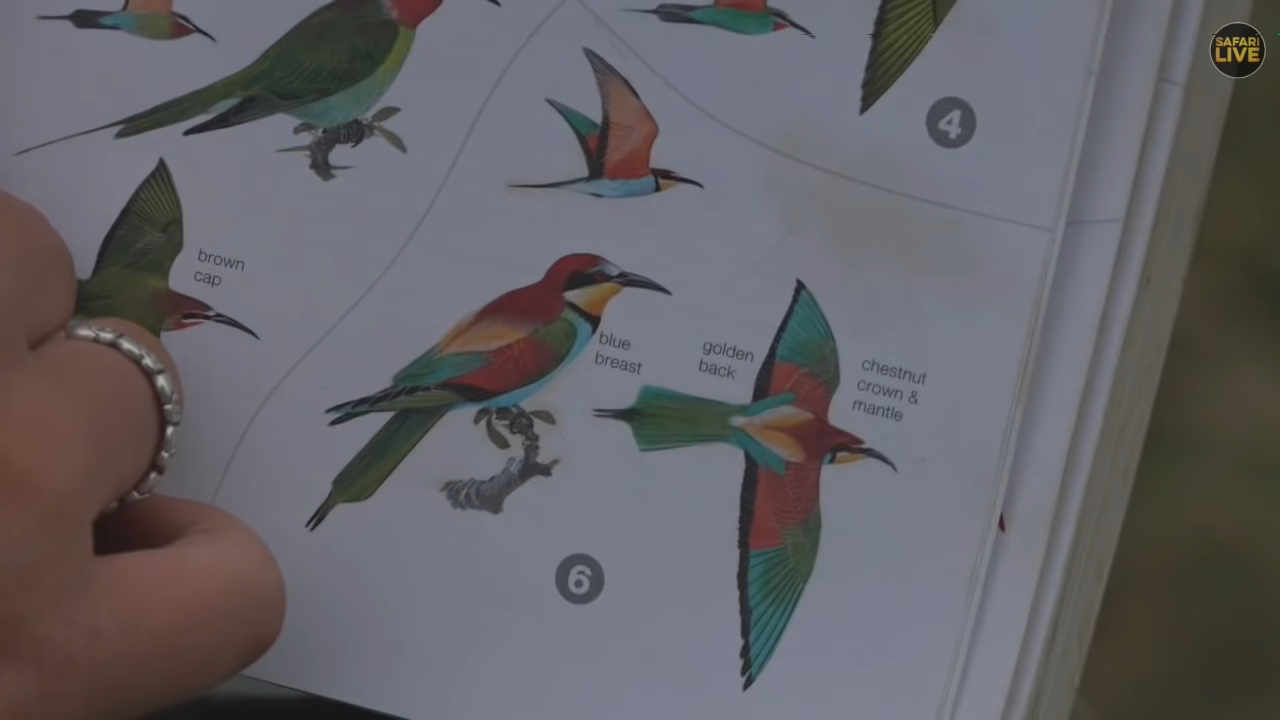 SAFARI
LIVE
4
brown
cap
blue
breast
golden
back
chestnut
crown &
mantle
6